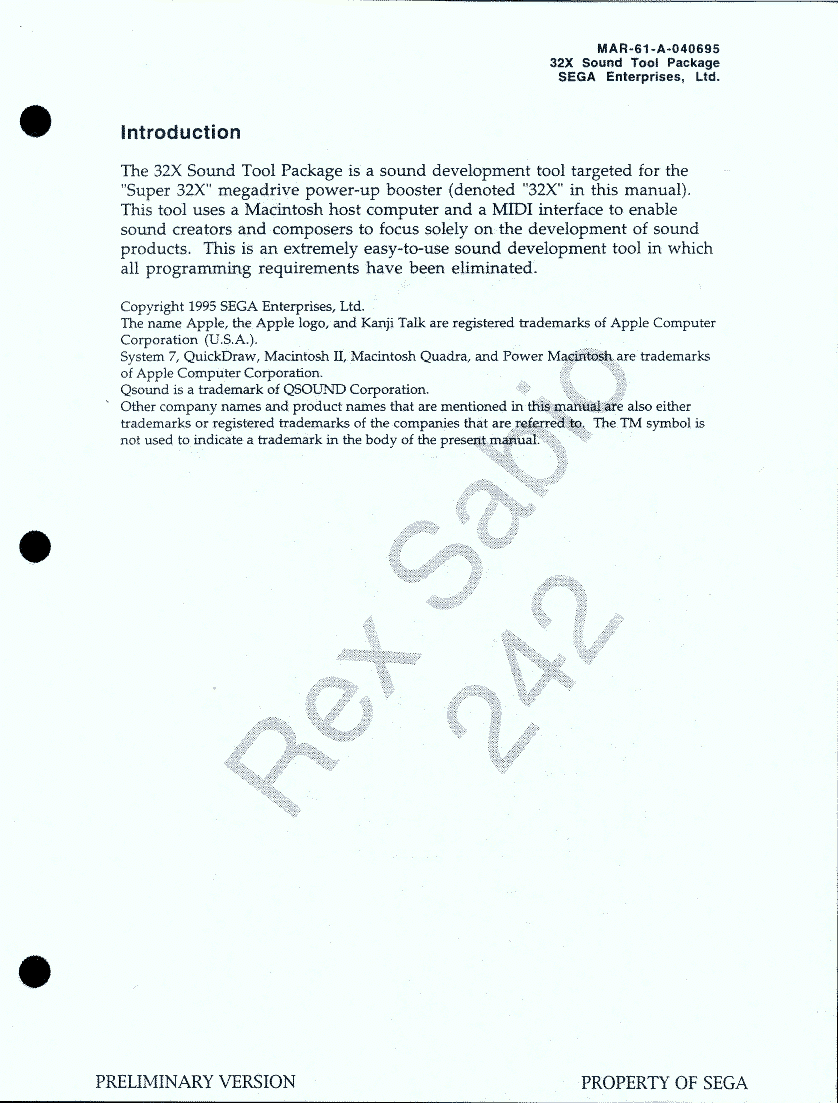 MAR-61-A-040695
32X Sound Tool Package
SEGA Enterprises, Ltd.
Introduction
The 32X Sound Tool Package is a sound development tool targeted for the
"Super 32X" megadrive power-up booster (denoted "32X" in this manual).
This tool uses a Macintosh host computer and a MIDI interface to enable
sound creators and composers to focus solely on the development of sound
products. This is an extremely easy-to-use sound development tool in which
all programming requirements have been eliminated.
Copyright 1995 SEGA Enterprises, Ltd.
The name Apple, the Apple logo, and Kanji Talk are registered trademarks of Apple Computer
Corporation (U.S.A.).
System 7, QuickDraw, Macintosh II, Macintosh Quadra, and Power Macintosh are trademarks
of Apple Computer Corporation.
Qsound is a trademark of QSOUND Corporation.
Other company names and product names that are mentioned in this manual are also either
trademarks or registered trademarks of the companies that are referred to. The TM symbol is
not used to indicate a trademark in the body of the present manual.
Rex Sabio
242
PRELIMINARY VERSION
PROPERTY OF SEGA